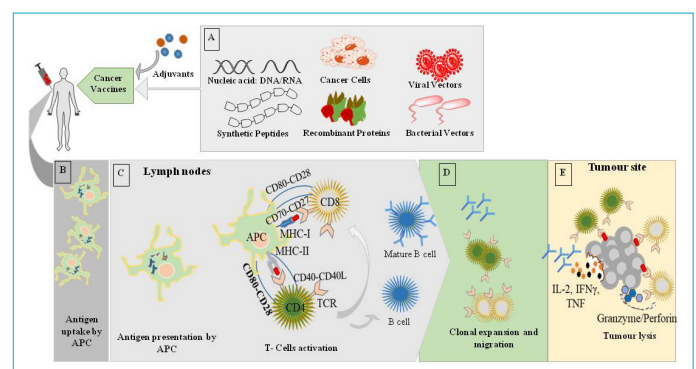 A
Adjuvants
Cancer
Vaccines
Nucleic acid: DNA/RNA
Cancer Cells
Viral Vectors
Synthetic Peptides
Recombinant Proteins
Bacterial Vectors
B
Antigen
uptake by
APC
C
Lymph nodes
Antigen presentation by
APC
CD80-CD28
CD70-CD27
CD8
MHC-I
APC
MHC-II
CD40-CD40L
CD80-CD28
TCR
CD4
T- Cells activation
Mature B cell
B cell
D
Clonal expansion and
migration
E
Tumour site
IL-2, IFNγ,
TNF
Granzyme/Perforin
Tumour lysis